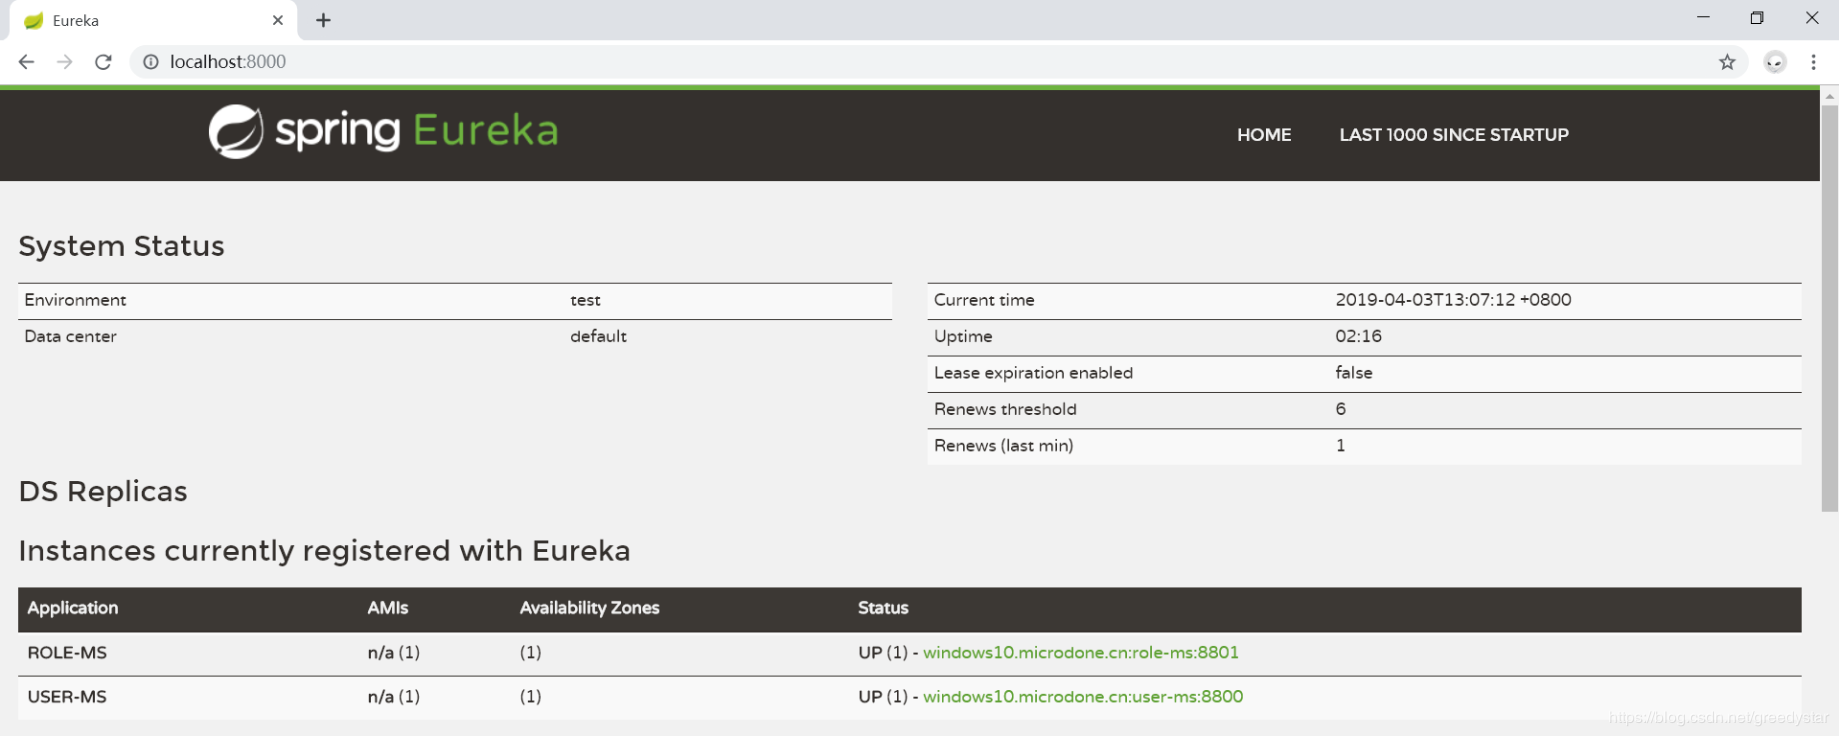 Eureka
localhost:8000
spring Eureka
HOME LAST 1000 SINCE STARTUP
System Status
Environment test
Data center default
Current time 2019-04-03T13:07:12 +0800
Uptime 02:16
Lease expiration enabled false
Renews threshold 6
Renews (last min) 1
DS Replicas
Instances currently registered with Eureka
Application AMIs Availability Zones Status
ROLE-MS n/a (1) (1) UP (1) - windows10.microdone.cn:role-ms:8801
USER-MS n/a (1) (1) UP (1) - windows10.microdone.cn:user-ms:8800
https://blog.csdn.net/greedystar